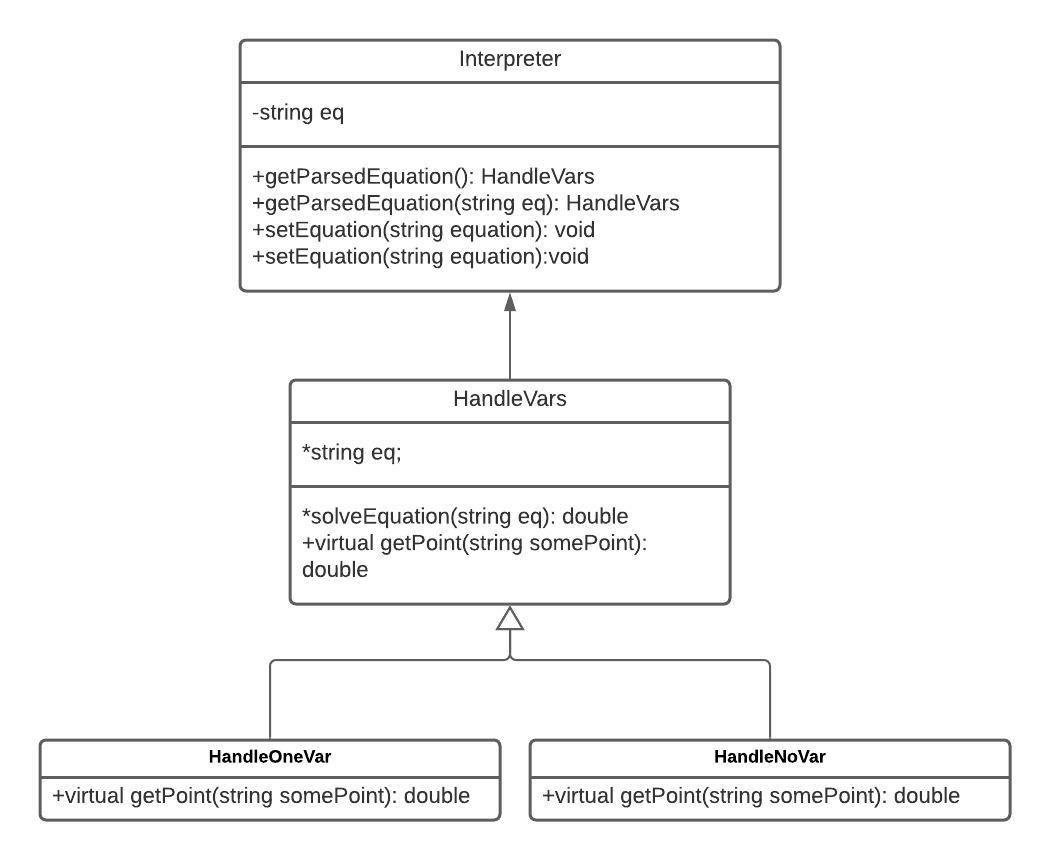 Interpreter
-string eq
+getParsedEquation(): HandleVars
+getParsedEquation(string eq): HandleVars
+setEquation(string equation): void
+setEquation(string equation):void
HandleVars
*string eq;
*solveEquation(string eq): double
+virtual getPoint(string somePoint):
double
HandleOneVar
+virtual getPoint(string somePoint): double
HandleNoVar
+virtual getPoint(string somePoint): double